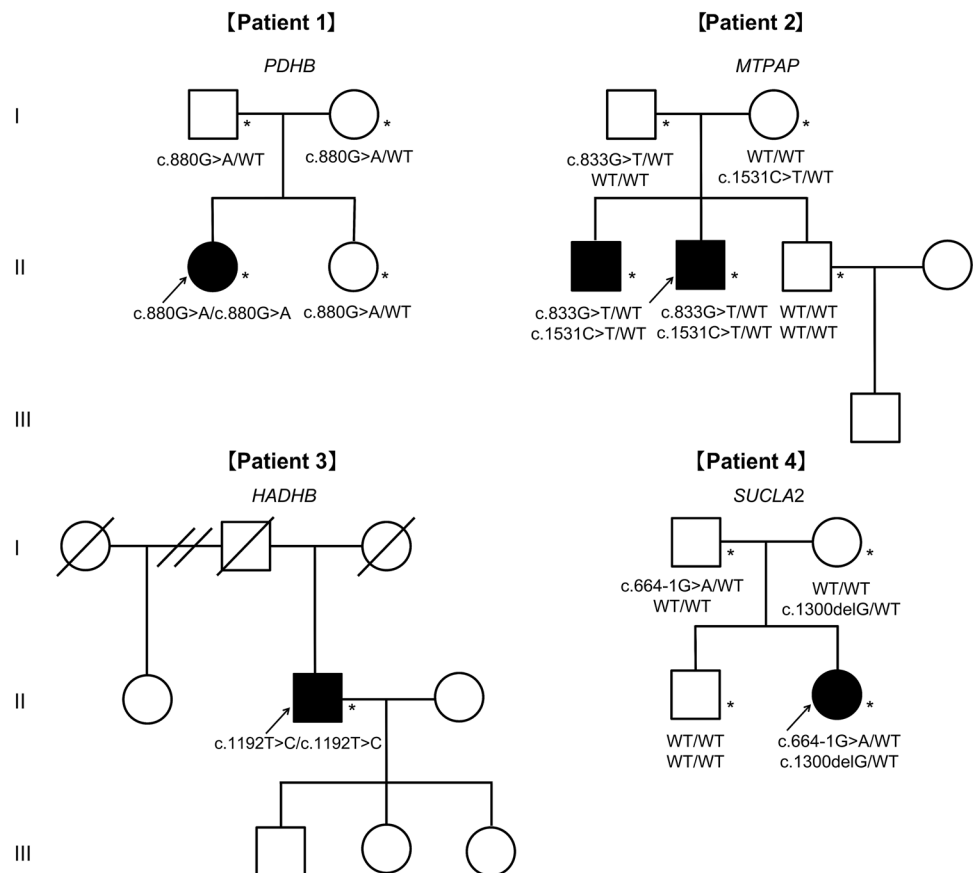 【Patient 1】
PDHB
I
*
*
c.880G>A/WT
c.880G>A/WT
II
*
*
c.880G>A/c.880G>A
c.880G>A/WT
III
【Patient 2】
MTPAP
*
*
c.833G>T/WT
WT/WT
WT/WT
c.1531C>T/WT
*
*
*
c.833G>T/WT
c.1531C>T/WT
c.833G>T/WT
c.1531C>T/WT
WT/WT
WT/WT
【Patient 3】
HADHB
I
II
*
c.1192T>C/c.1192T>C
III
【Patient 4】
SUCLA2
*
*
c.664-1G>A/WT
WT/WT
WT/WT
c.1300delG/WT
*
*
WT/WT
WT/WT
c.664-1G>A/WT
c.1300delG/WT